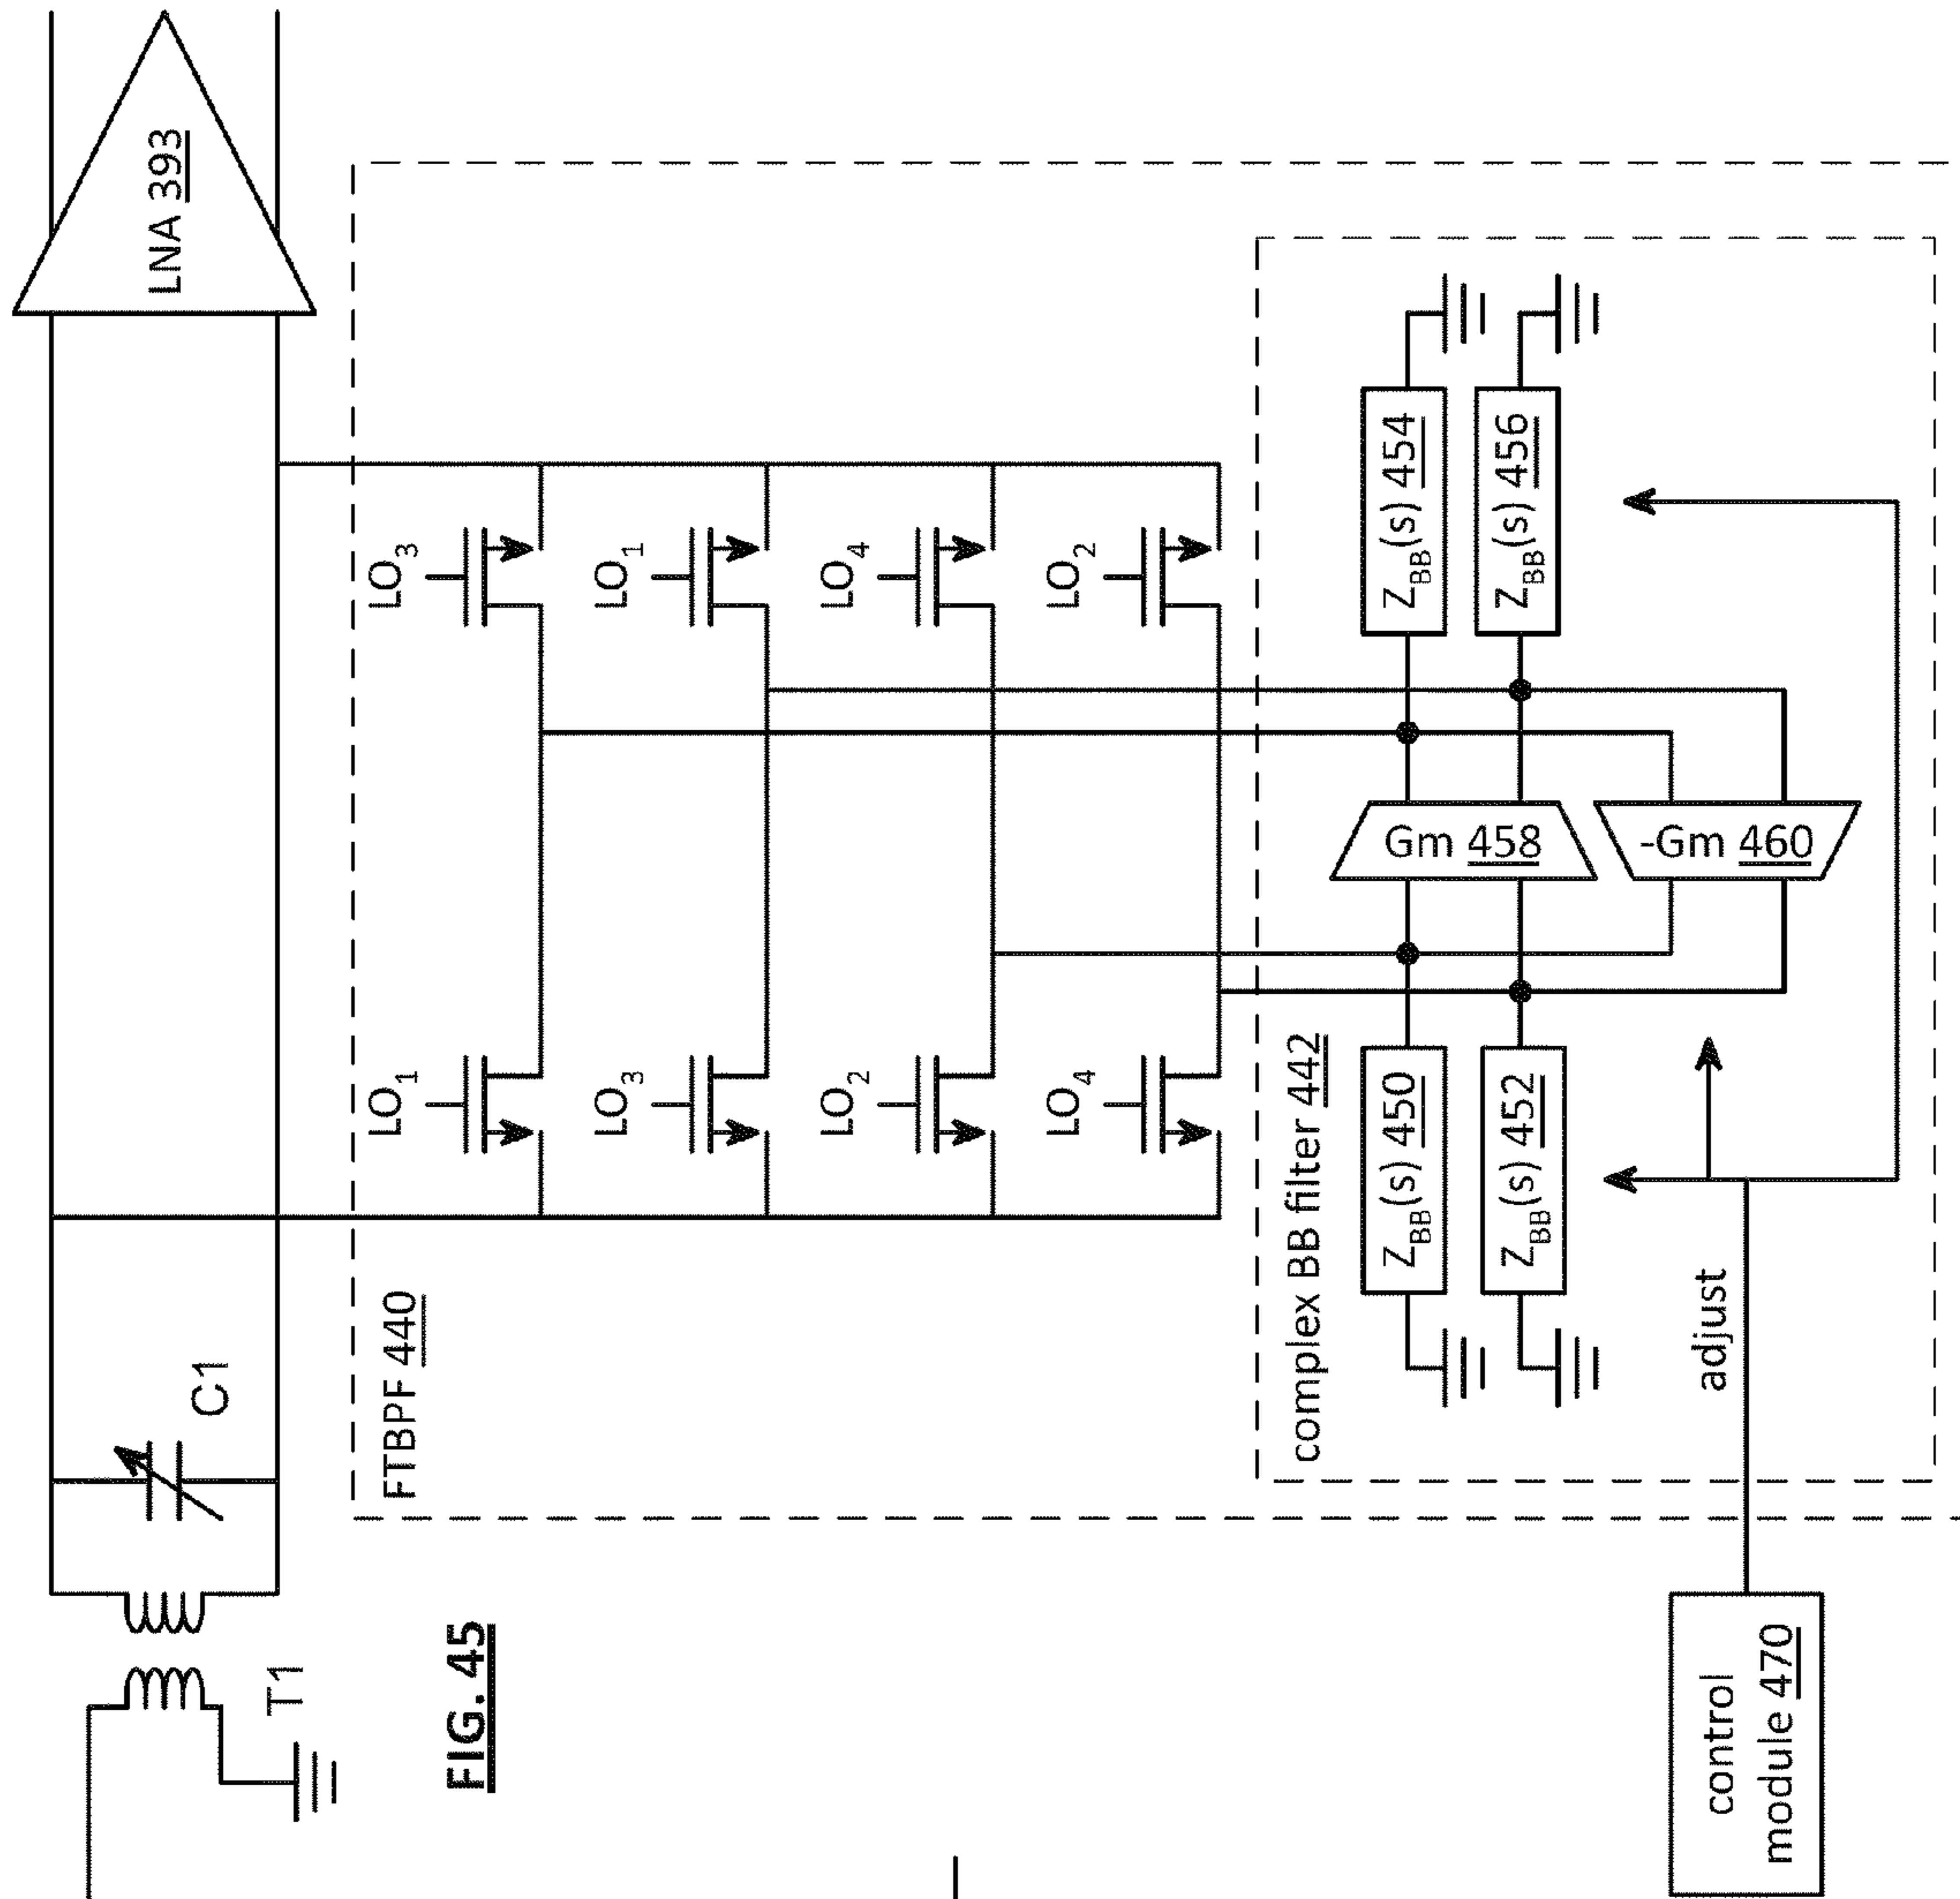 LNA 393
C1
T1
FIG. 45
FTBPF 440
LO1
LO3
LO3
LO1
LO2
LO4
LO4
LO2
complex BB filter 442
ZBB(s) 450
Gm 458
ZBB(s) 454
ZBB(s) 452
ZBB(s) 456
-Gm 460
adjust
control
module 470